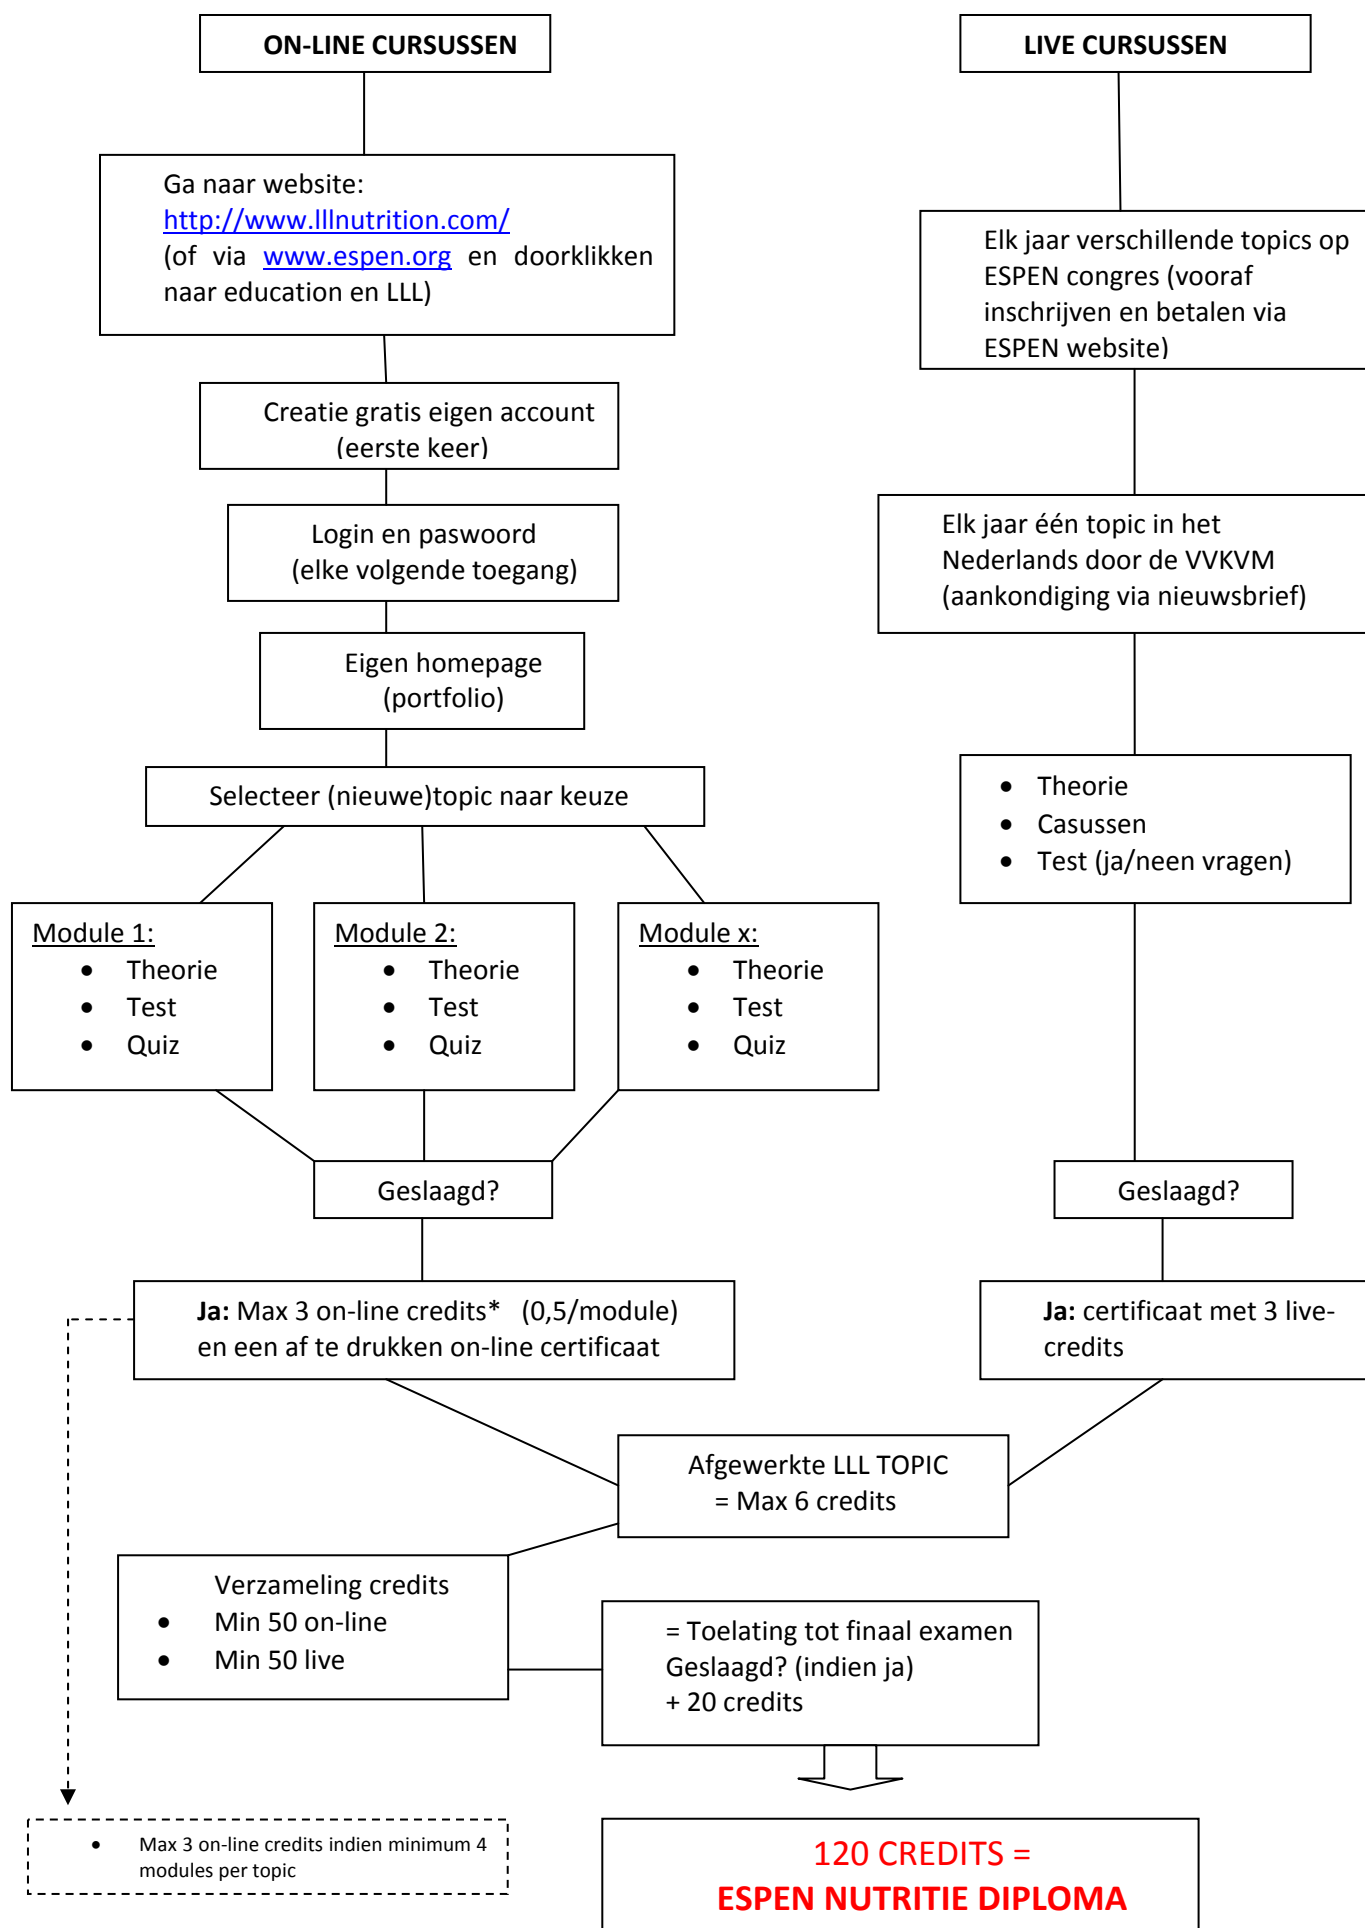 ON-LINE CURSUSSEN
LIVE CURSUSSEN
Ga naar website:
http://www.lllnutrition.com/
(of via www.espen.org en doorklikken
naar education en LLL)
Elk jaar verschillende topics op
ESPEN congres (vooraf
inschrijven en betalen via
ESPEN website)
Creatie gratis eigen account
(eerste keer)
Login en paswoord
(elke volgende toegang)
Elk jaar één topic in het
Nederlands door de VVKVM
(aankondiging via nieuwsbrief)
Eigen homepage
(portfolio)
Selecteer (nieuwe)topic naar keuze
• Theorie
• Casussen
• Test (ja/neen vragen)
Module 1:
• Theorie
• Test
• Quiz
Module 2:
• Theorie
• Test
• Quiz
Module x:
• Theorie
• Test
• Quiz
Geslaagd?
Geslaagd?
Ja: Max 3 on-line credits* (0,5/module)
en een af te drukken on-line certificaat
Ja: certificaat met 3 live-
credits
Afgewerkte LLL TOPIC
= Max 6 credits
Verzameling credits
• Min 50 on-line
• Min 50 live
= Toelating tot finaal examen
Geslaagd? (indien ja)
+ 20 credits
• Max 3 on-line credits indien minimum 4
modules per topic
120 CREDITS =
ESPEN NUTRITIE DIPLOMA